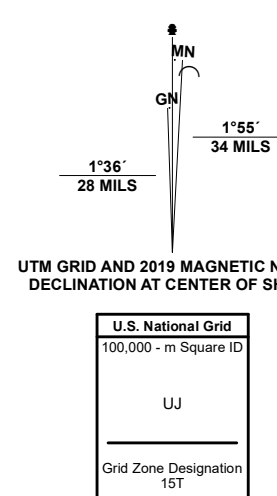 MN
GN
1°55´
34 MILS
1°36´
28 MILS
UTM GRID AND 2019 MAGNETIC
DECLINATION AT CENTER OF
U.S. National Grid
100,000 - m Square ID
UJ
Grid Zone Designation
15T